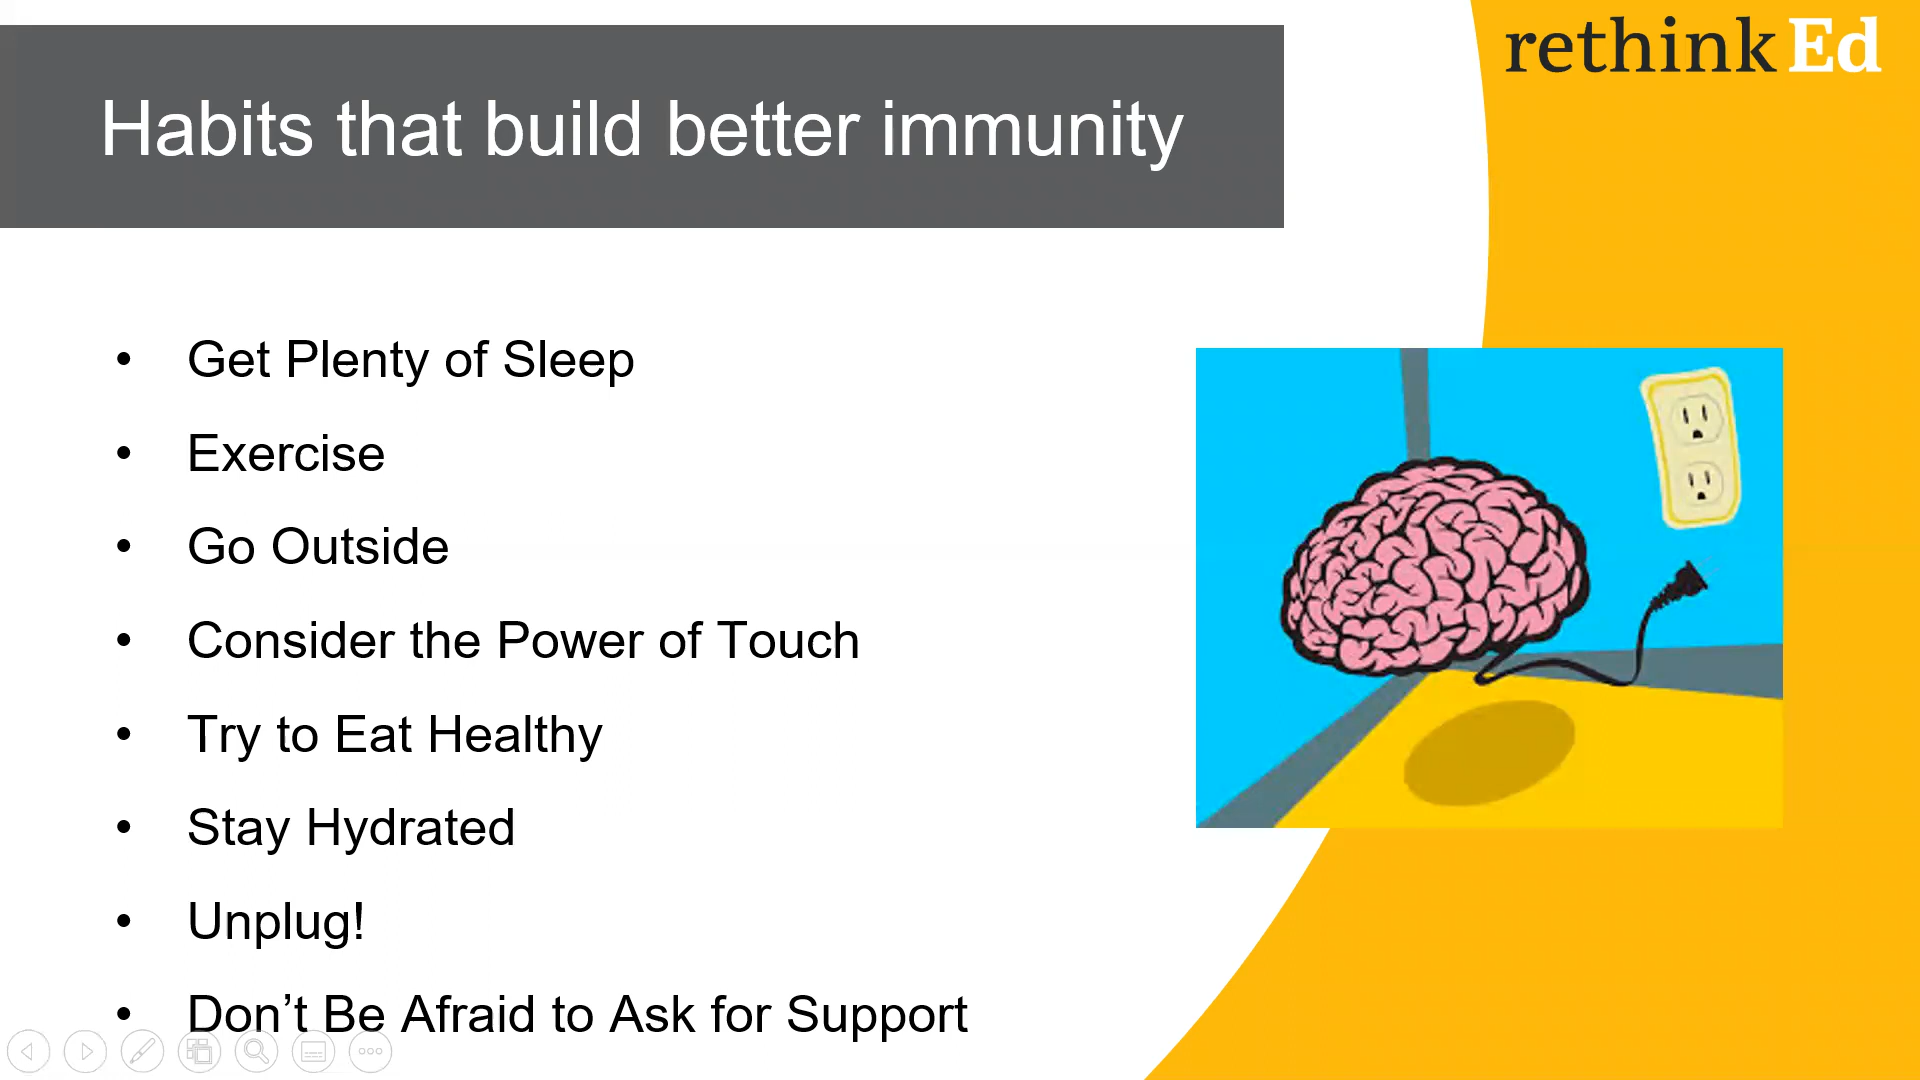 rethink Ed
Habits that build better immunity
• Get Plenty of Sleep
• Exercise
• Go Outside
• Consider the Power of Touch
• Try to Eat Healthy
• Stay Hydrated
• Unplug!
• Don’t Be Afraid to Ask for Support